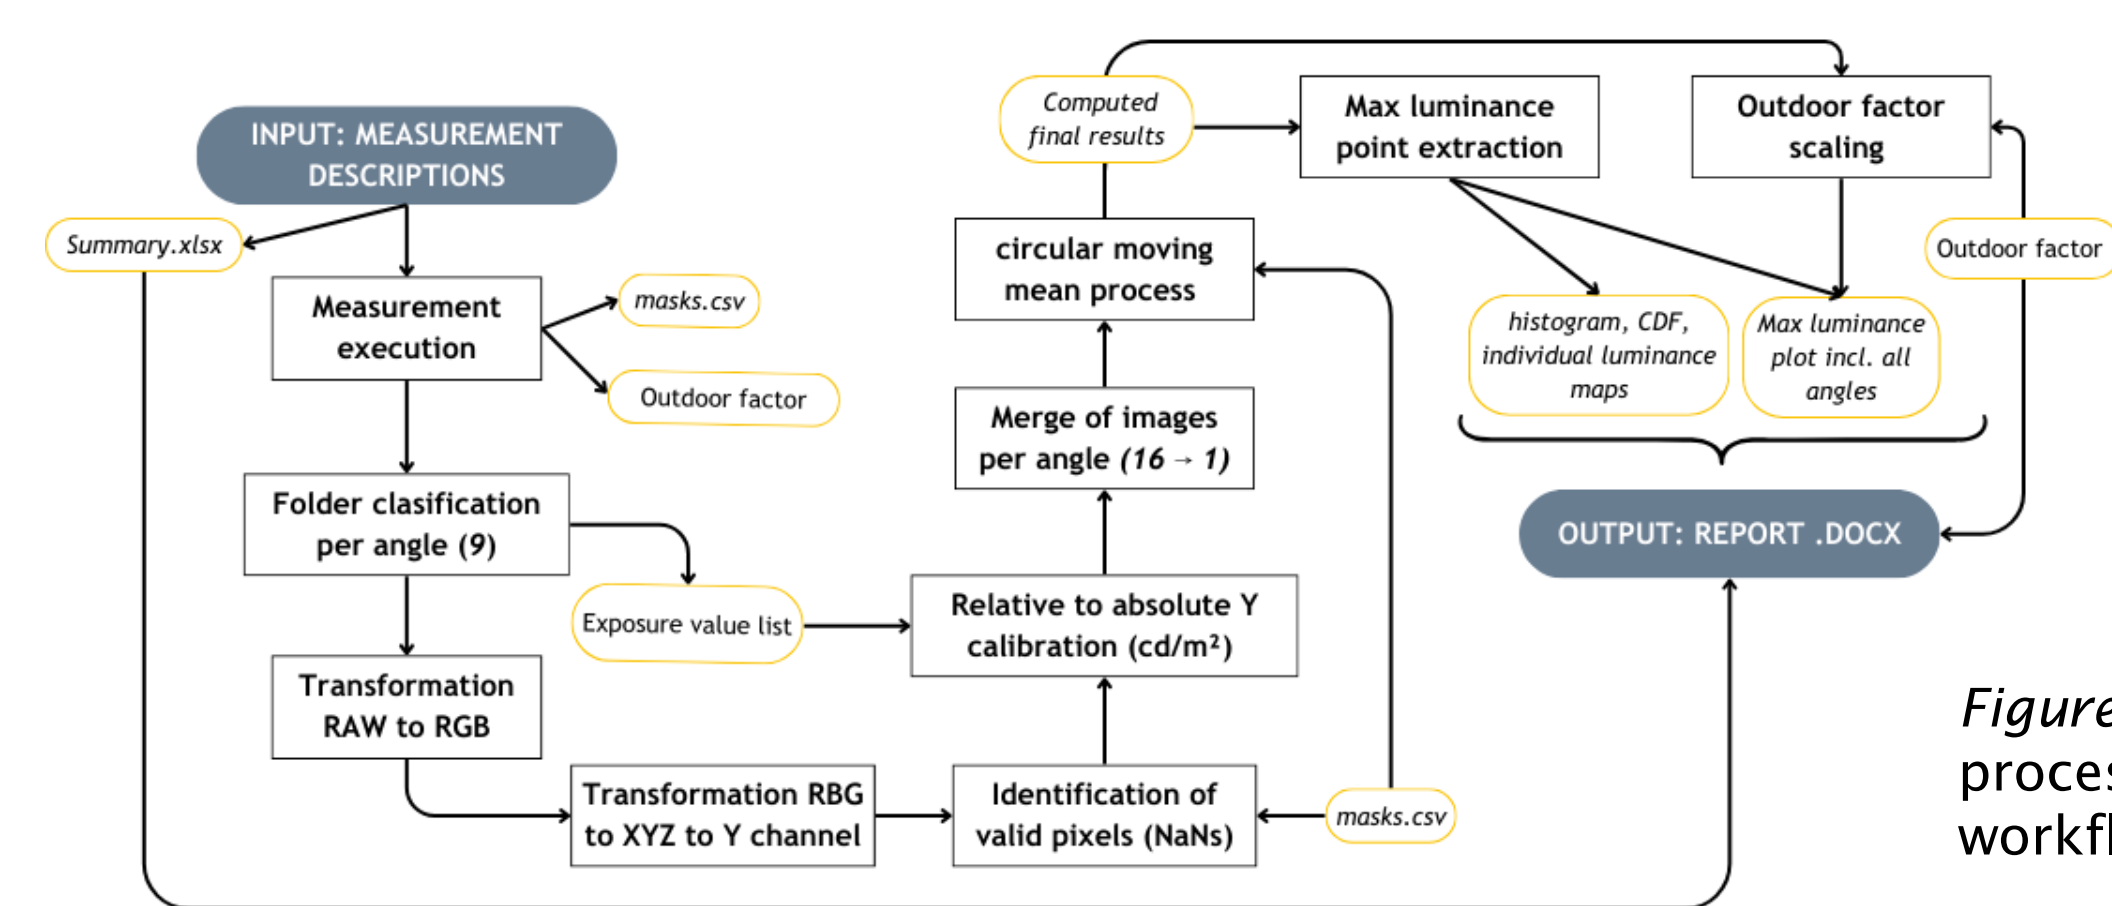 INPUT: MEASUREMENT
DESCRIPTIONS
Summary.xlsx
Measurement
execution
masks.csv
Outdoor factor
Folder clasification
per angle (9)
Exposure value list
Transformation
RAW to RGB
Transformation RBG
to XYZ to Y channel
Identification of
valid pixels (NaNs)
masks.csv
Relative to absolute Y
calibration (cd/m²)
Merge of images
per angle (16 → 1)
circular moving
mean process
Computed
final results
Max luminance
point extraction
Outdoor factor
scaling
Outdoor factor
histogram, CDF,
individual luminance
maps
Max luminance
plot incl. all
angles
OUTPUT: REPORT .DOCX
Figure